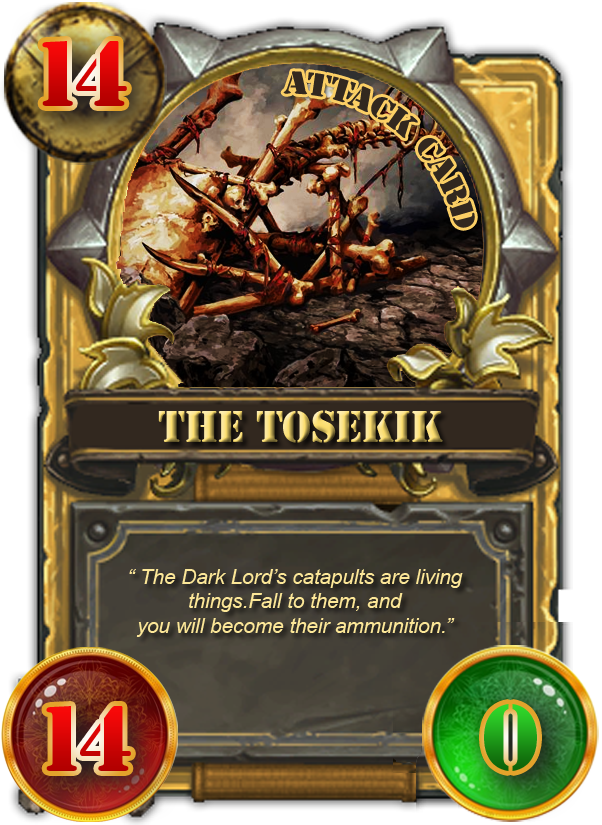 14
ATTACK CARD
THE TOSEKIK
“ The Dark Lord’s catapults are living
things.Fall to them, and
you will become their ammunition.”
14
0